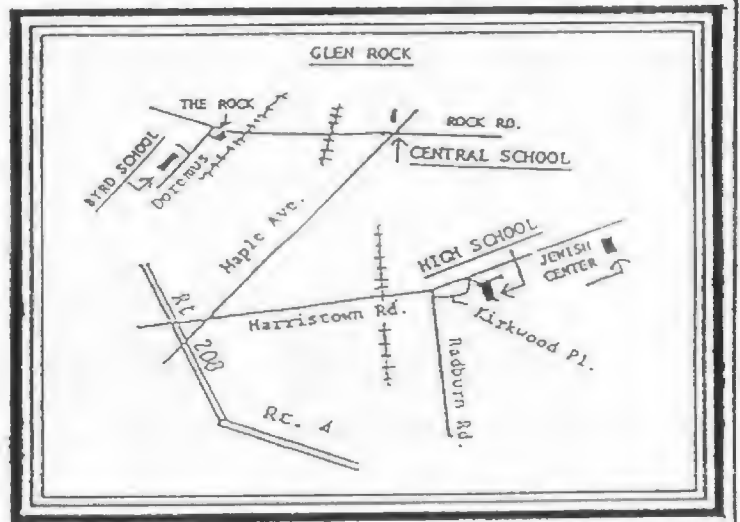 GLEN ROCK
THE ROCK
ROCK RD.
BYRD SCHOOL
Doremus
CENTRAL SCHOOL
Maple Ave.
HIGH SCHOOL
JEWISH
CENTER
Harristown Rd.
Kirkwood Pl.
Rt 208
Radburn Rd.
Rt. 4